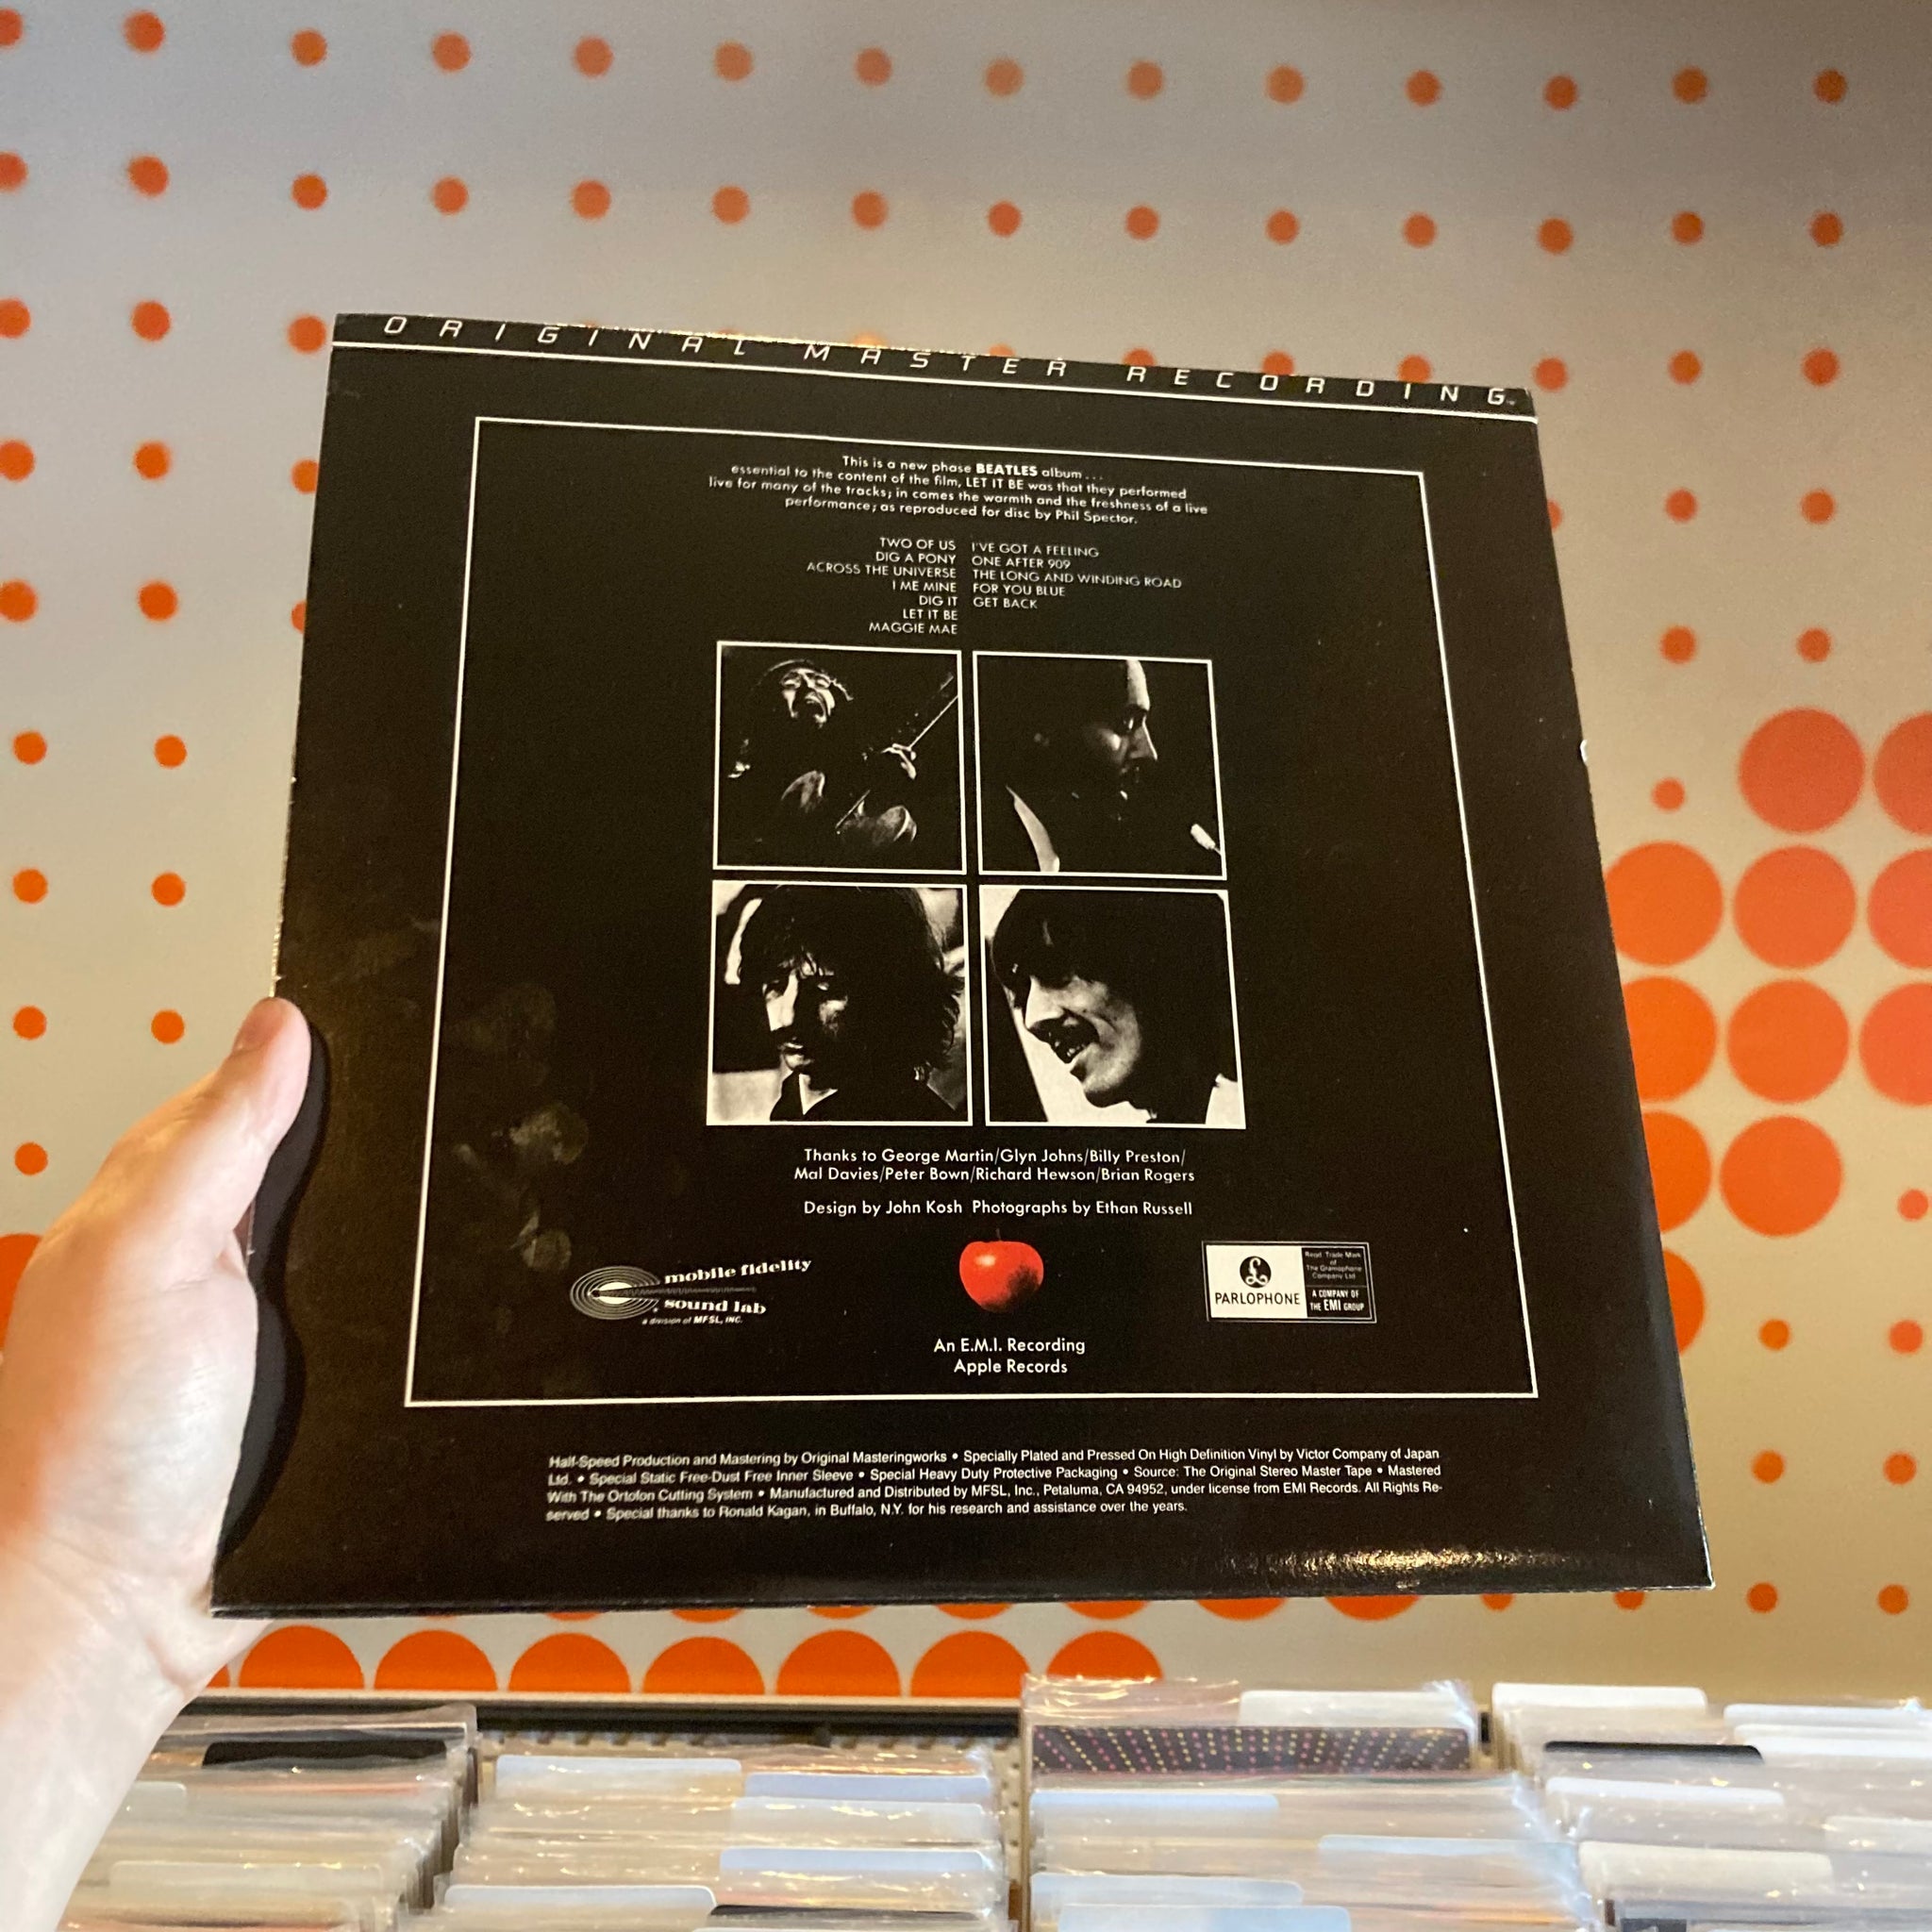 ORIGINAL MASTER RECORDING™
This is a new phase BEATLES album . . .
essential to the content of the film, LET IT BE was that they performed
live for many of the tracks; in comes the warmth and the freshness of a live
performance; as reproduced for disc by Phil Spector.
TWO OF US I'VE GOT A FEELING
DIG A PONY ONE AFTER 909
ACROSS THE UNIVERSE THE LONG AND WINDING ROAD
I ME MINE FOR YOU BLUE
DIG IT GET BACK
LET IT BE
MAGGIE MAE
Thanks to George Martin/Glyn Johns/Billy Preston/
Mal Davies/Peter Bown/Richard Hewson/Brian Rogers
Design by John Kosh Photographs by Ethan Russell
mobile fidelity
sound lab
a division of MFSL, INC.
PARLOPHONE
Regd. Trade Mark
of
The Gramophone
Company Ltd
A COMPANY OF
THE EMI GROUP
An E.M.I. Recording
Apple Records
Half-Speed Production and Mastering by Original Masteringworks • Specially Plated and Pressed On High Definition Vinyl by Victor Company of Japan
Ltd. • Special Static Free-Dust Free Inner Sleeve • Special Heavy Duty Protective Packaging • Source: The Original Stereo Master Tape • Mastered
With The Ortofon Cutting System • Manufactured and Distributed by MFSL, Inc., Petaluma, CA 94952, under license from EMI Records. All Rights Re-
served • Special thanks to Ronald Kagan, in Buffalo, N.Y. for his research and assistance over the years.